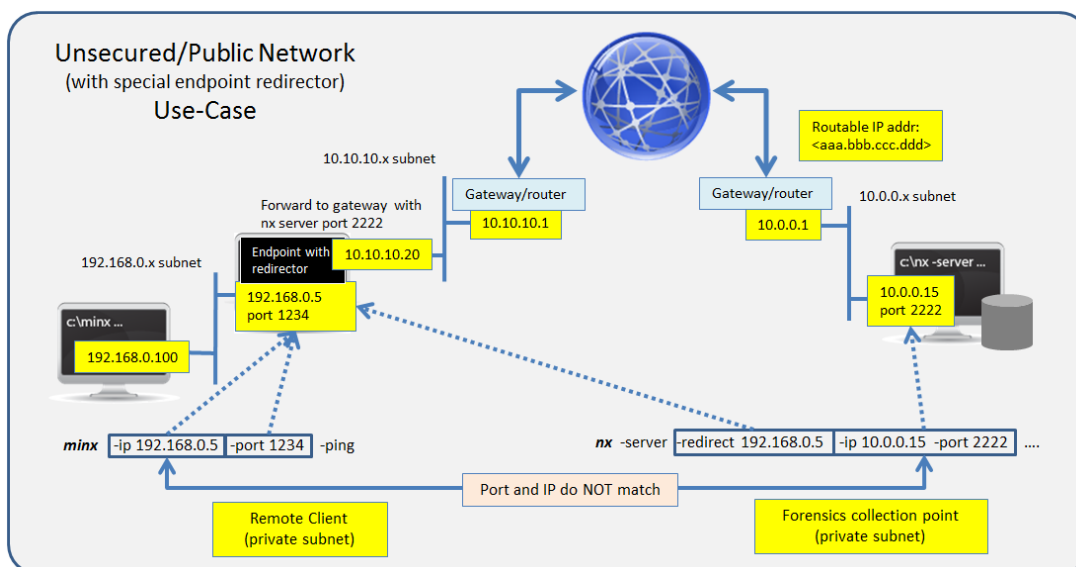 Unsecured/Public Network
(with special endpoint redirector)
Use-Case
Routable IP addr:
<aaa.bbb.ccc.ddd>
10.10.10.x subnet
Gateway/router
10.10.10.1
Gateway/router
10.0.0.1
10.0.0.x subnet
Forward to gateway with
nx server port 2222
Endpoint with
redirector
10.10.10.20
192.168.0.5
port 1234
192.168.0.x subnet
c:\minx ...
192.168.0.100
c:\nx -server ...
10.0.0.15
port 2222
minx -ip 192.168.0.5 -port 1234 -ping
nx -server -redirect 192.168.0.5 -ip 10.0.0.15 -port 2222 ....
Port and IP do NOT match
Remote Client
(private subnet)
Forensics collection point
(private subnet)